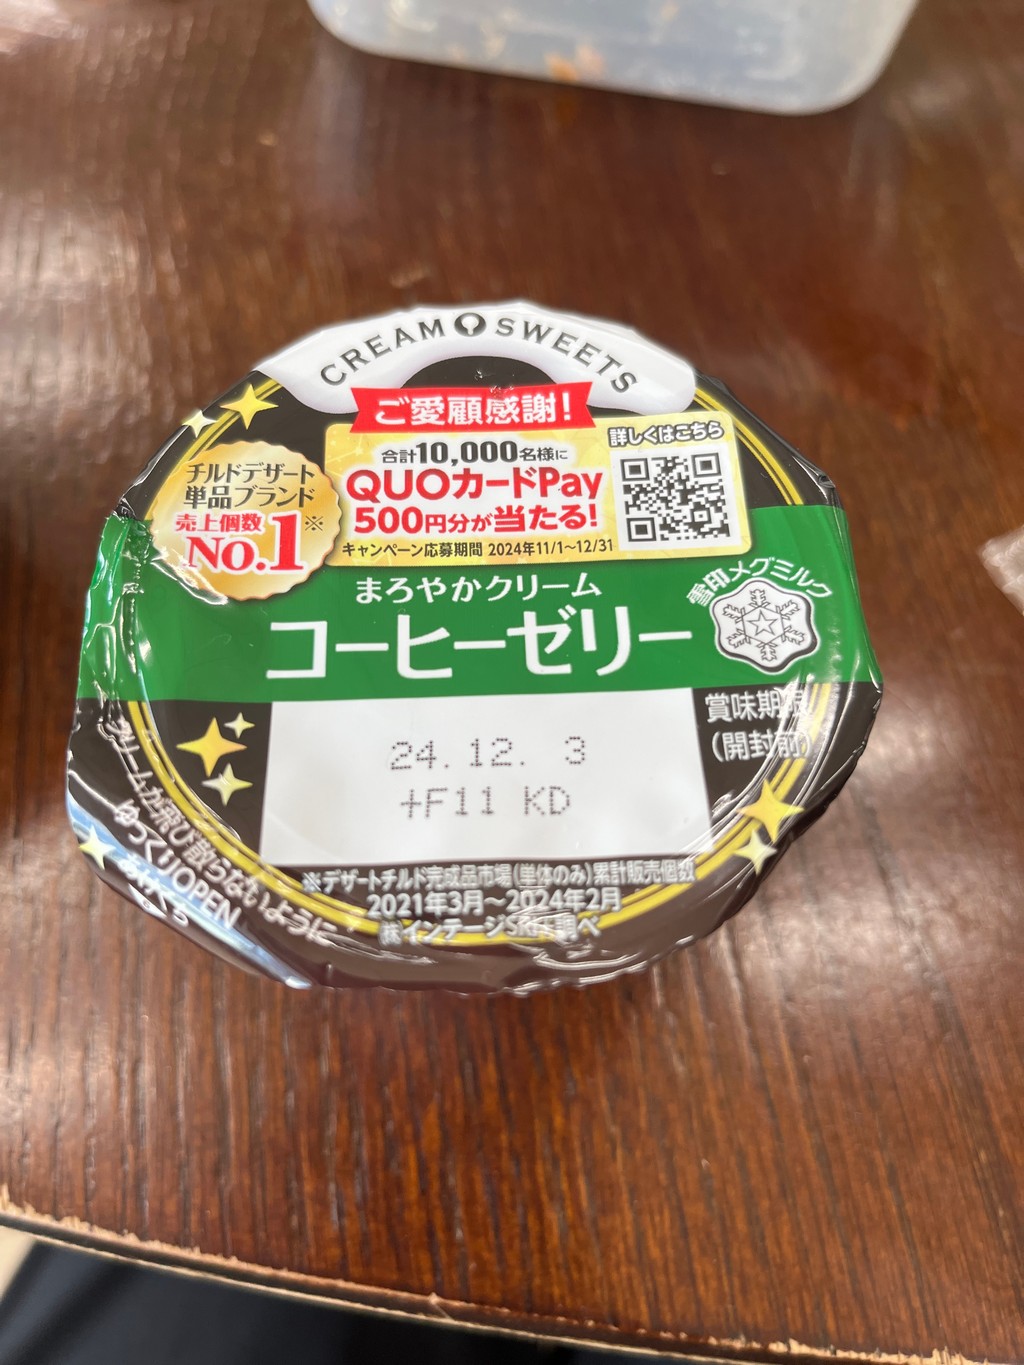 CREAM SWEETS
ご愛顧感謝!
合計10,000名様に
QUOカードPay
500円分が当たる!
キャンペーン応募期間 2024年11/1~12/31
詳しくはこちら
チルドデザート
単品ブランド
売上個数
No.1※
まろやかクリーム
コーヒーゼリー
雪印メグミルク
賞味期限
(開封前)
24.12. 3
+F11 KD
※デザートチルド完成品市場(単体のみ)累計販売個数
2021年3月~2024年2月
㈱インテージSRI+調べ
クリームが飛び散らないように
ゆっくりOPEN
あけくち